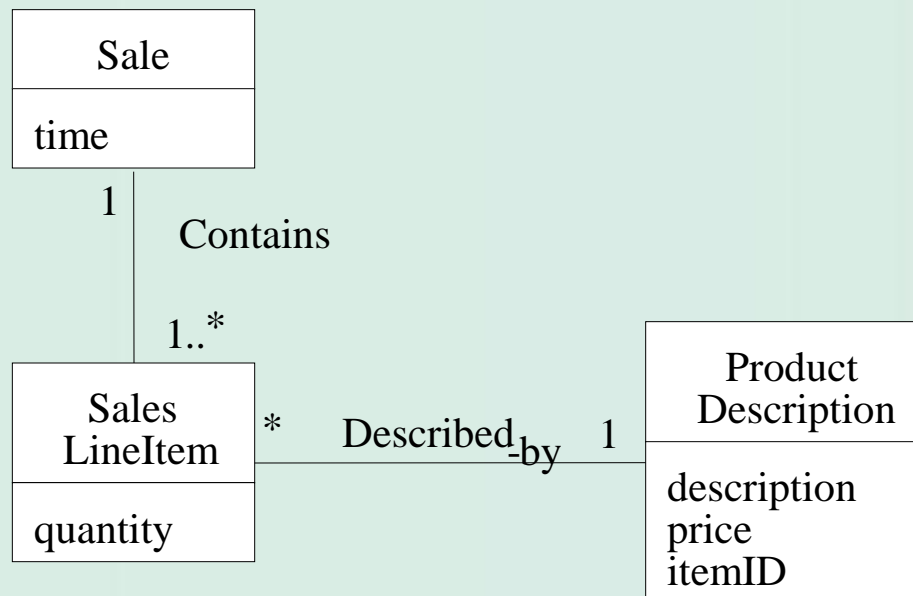 Sale
time
1
Contains
1..*
Sales
LineItem
quantity
*
Described-by
1
Product
Description
description
price
itemID